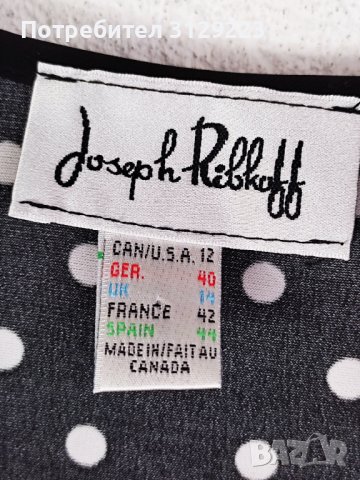 Потребител 3129223
Joseph Ribkoff
CAN/U.S.A. 12
GER. 40
UK 14
FRANCE 42
SPAIN 44
MADE IN/FAIT AU
CANADA
BAZAR